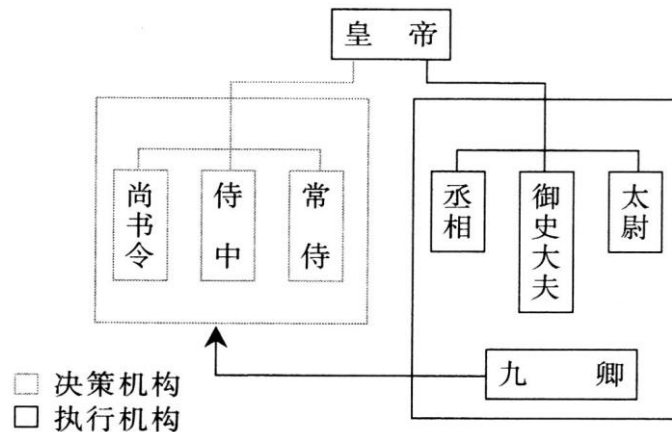 皇 帝
尚书令
侍中
常侍
丞相
御史大夫
太尉
九 卿
决策机构
执行机构